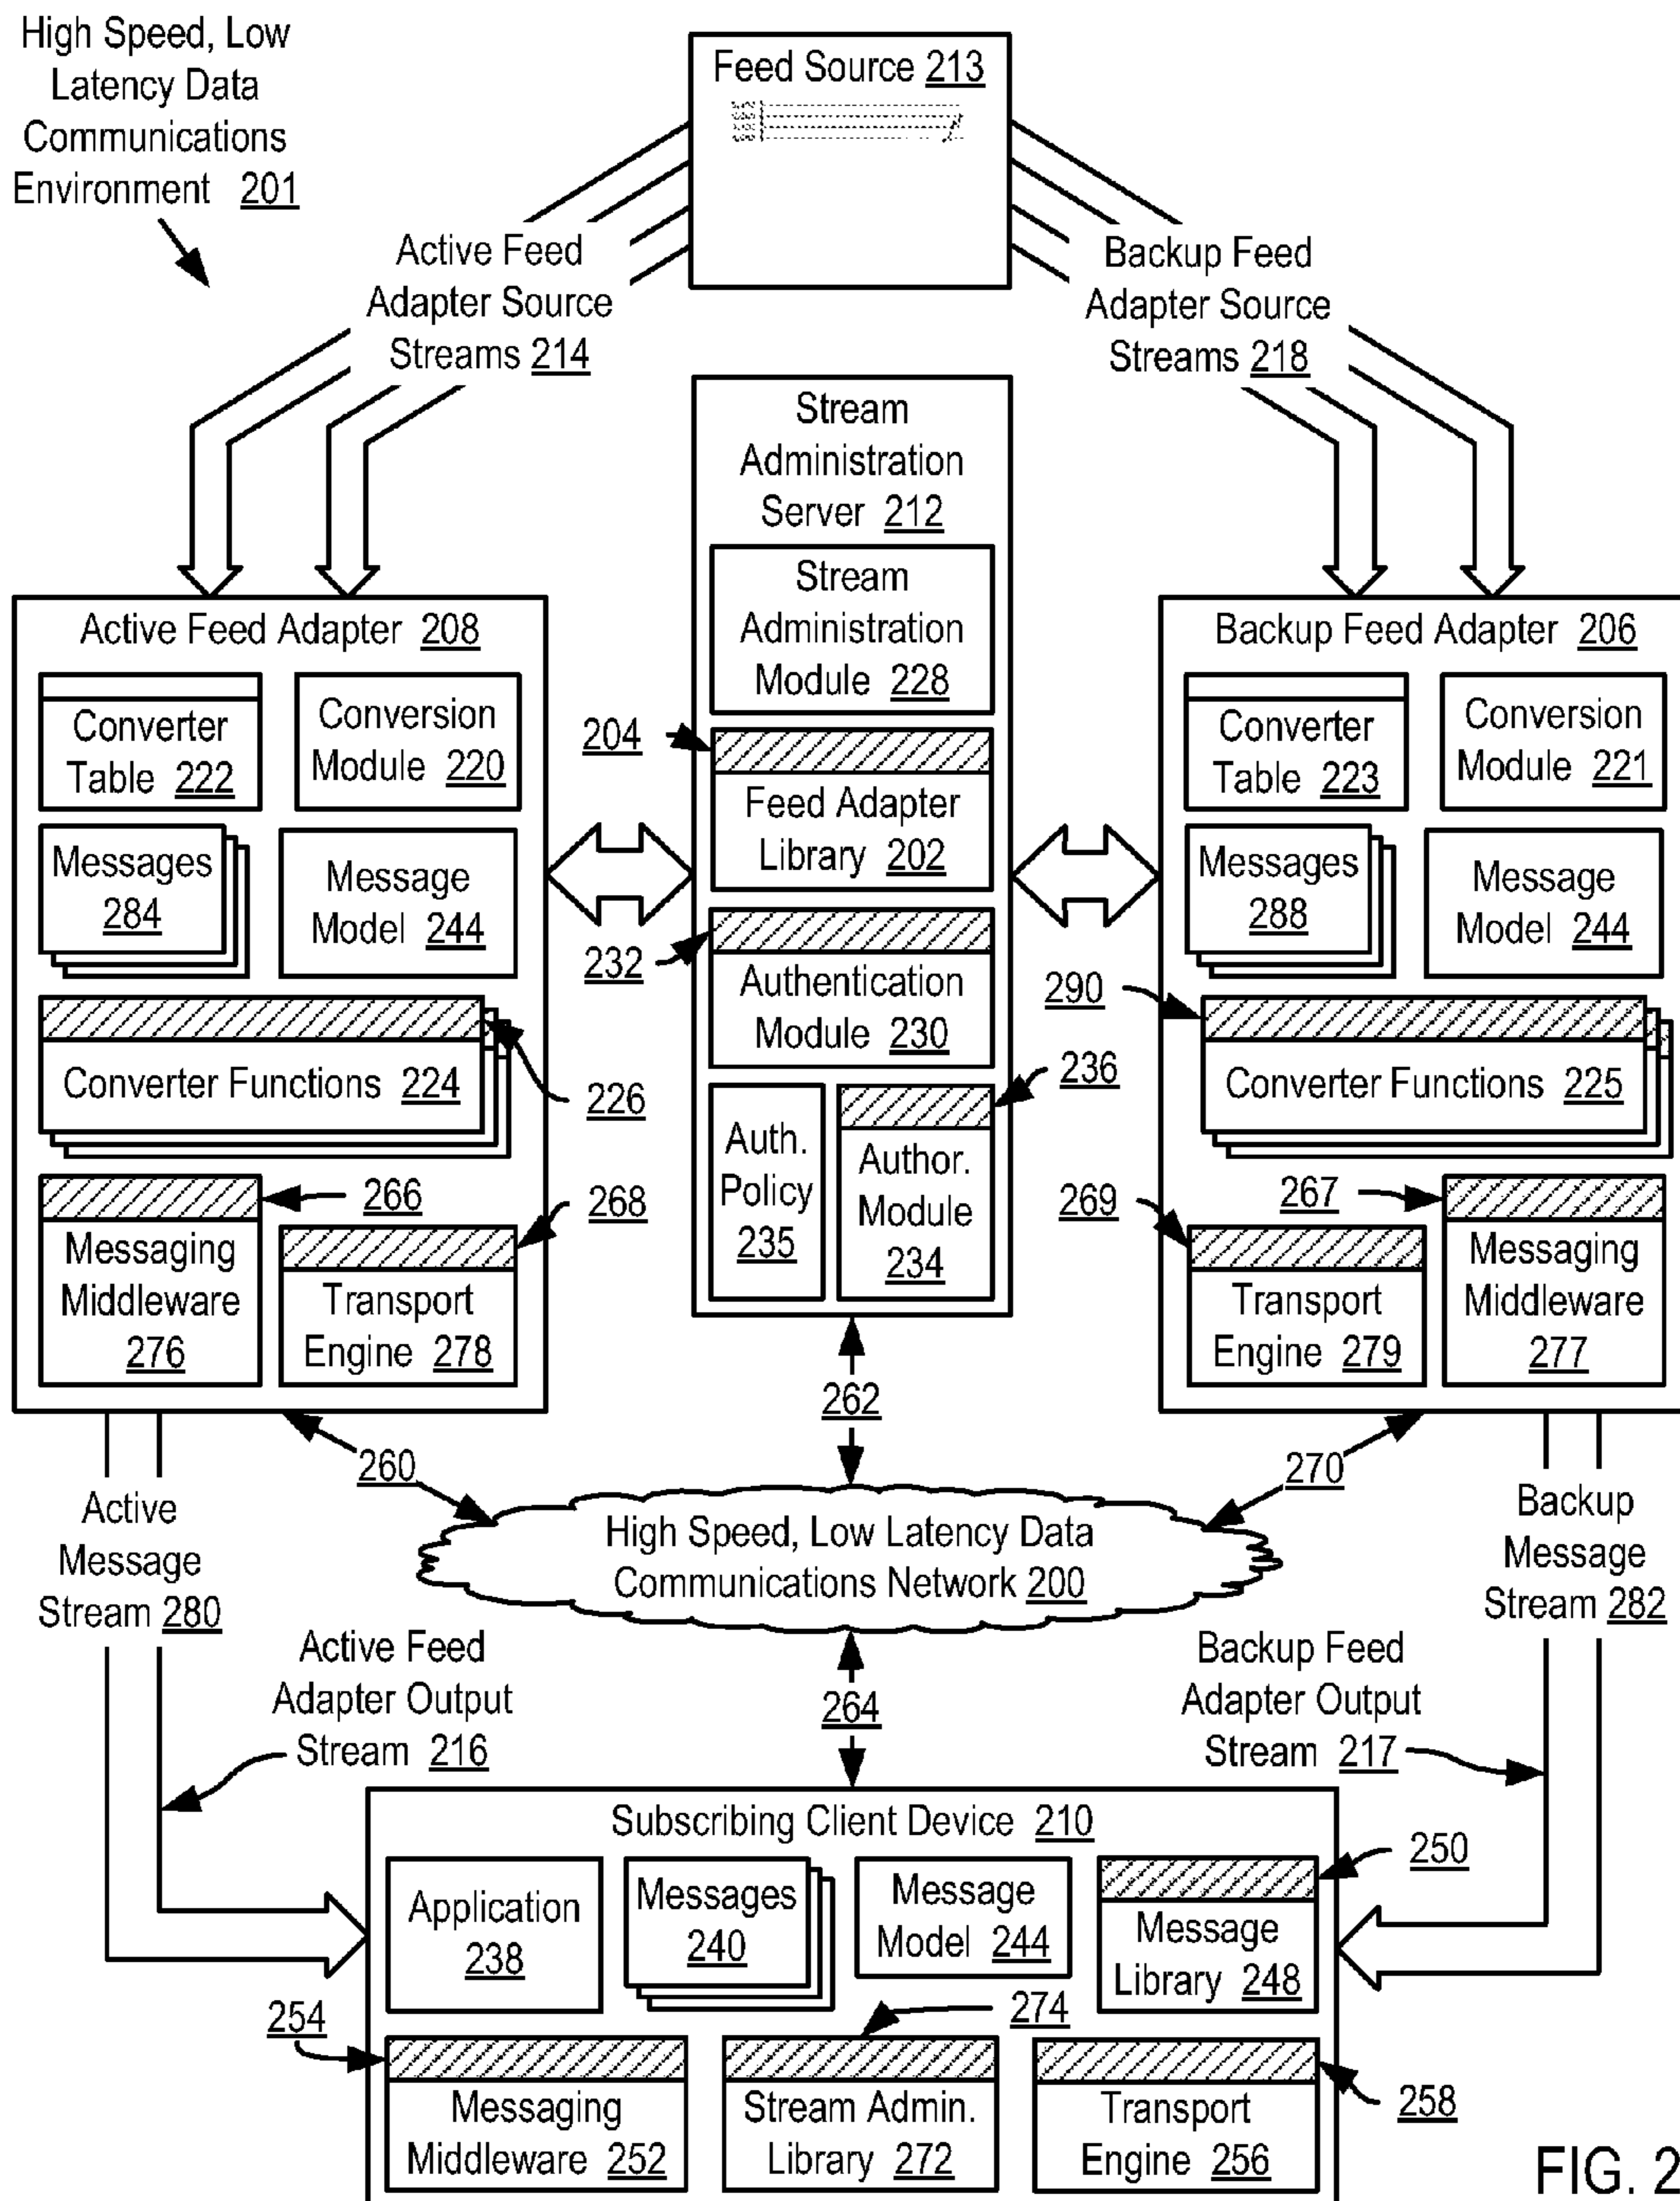 High Speed, Low
Latency Data
Communications
Environment 201
Feed Source 213
Active Feed
Adapter Source
Streams 214
Backup Feed
Adapter Source
Streams 218
Stream
Administration
Server 212
Stream
Administration
Module 228
204
Feed Adapter
Library 202
232
Authentication
Module 230
236
Auth.
Policy
235
Author.
Module
234
Active Feed Adapter 208
Converter
Table 222
Conversion
Module 220
Messages
284
Message
Model 244
Converter Functions 224
226
266
Messaging
Middleware
276
268
Transport
Engine 278
Backup Feed Adapter 206
Converter
Table 223
Conversion
Module 221
Messages
288
Message
Model 244
290
Converter Functions 225
269
Transport
Engine 279
267
Messaging
Middleware
277
260
262
270
High Speed, Low Latency Data
Communications Network 200
264
Active
Message
Stream 280
Active Feed
Adapter Output
Stream 216
Backup
Message
Stream 282
Backup Feed
Adapter Output
Stream 217
Subscribing Client Device 210
Application
238
Messages
240
Message
Model 244
250
Message
Library 248
254
Messaging
Middleware 252
274
Stream Admin.
Library 272
258
Transport
Engine 256
FIG. 2